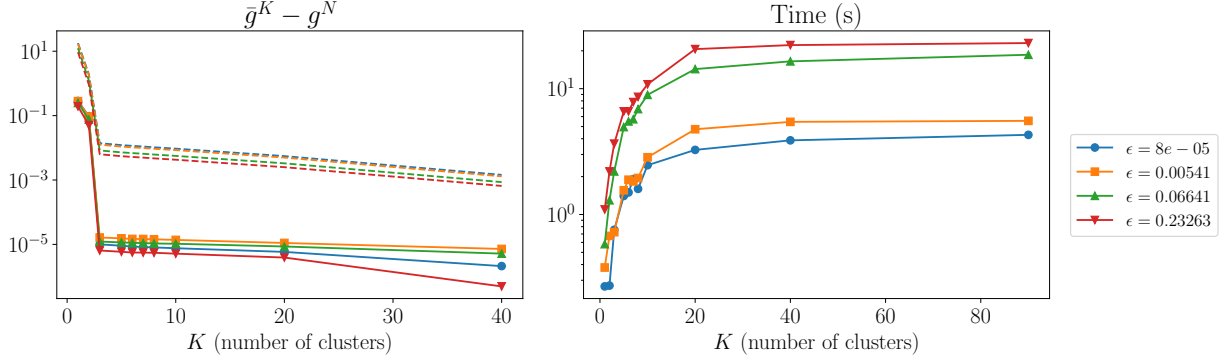 ḡ^K − g^N
10^1
10^−1
10^−3
10^−5
0 10 20 30 40
K (number of clusters)
Time (s)
10^1
10^0
0 20 40 60 80
K (number of clusters)
ϵ = 8e − 05
ϵ = 0.00541
ϵ = 0.06641
ϵ = 0.23263